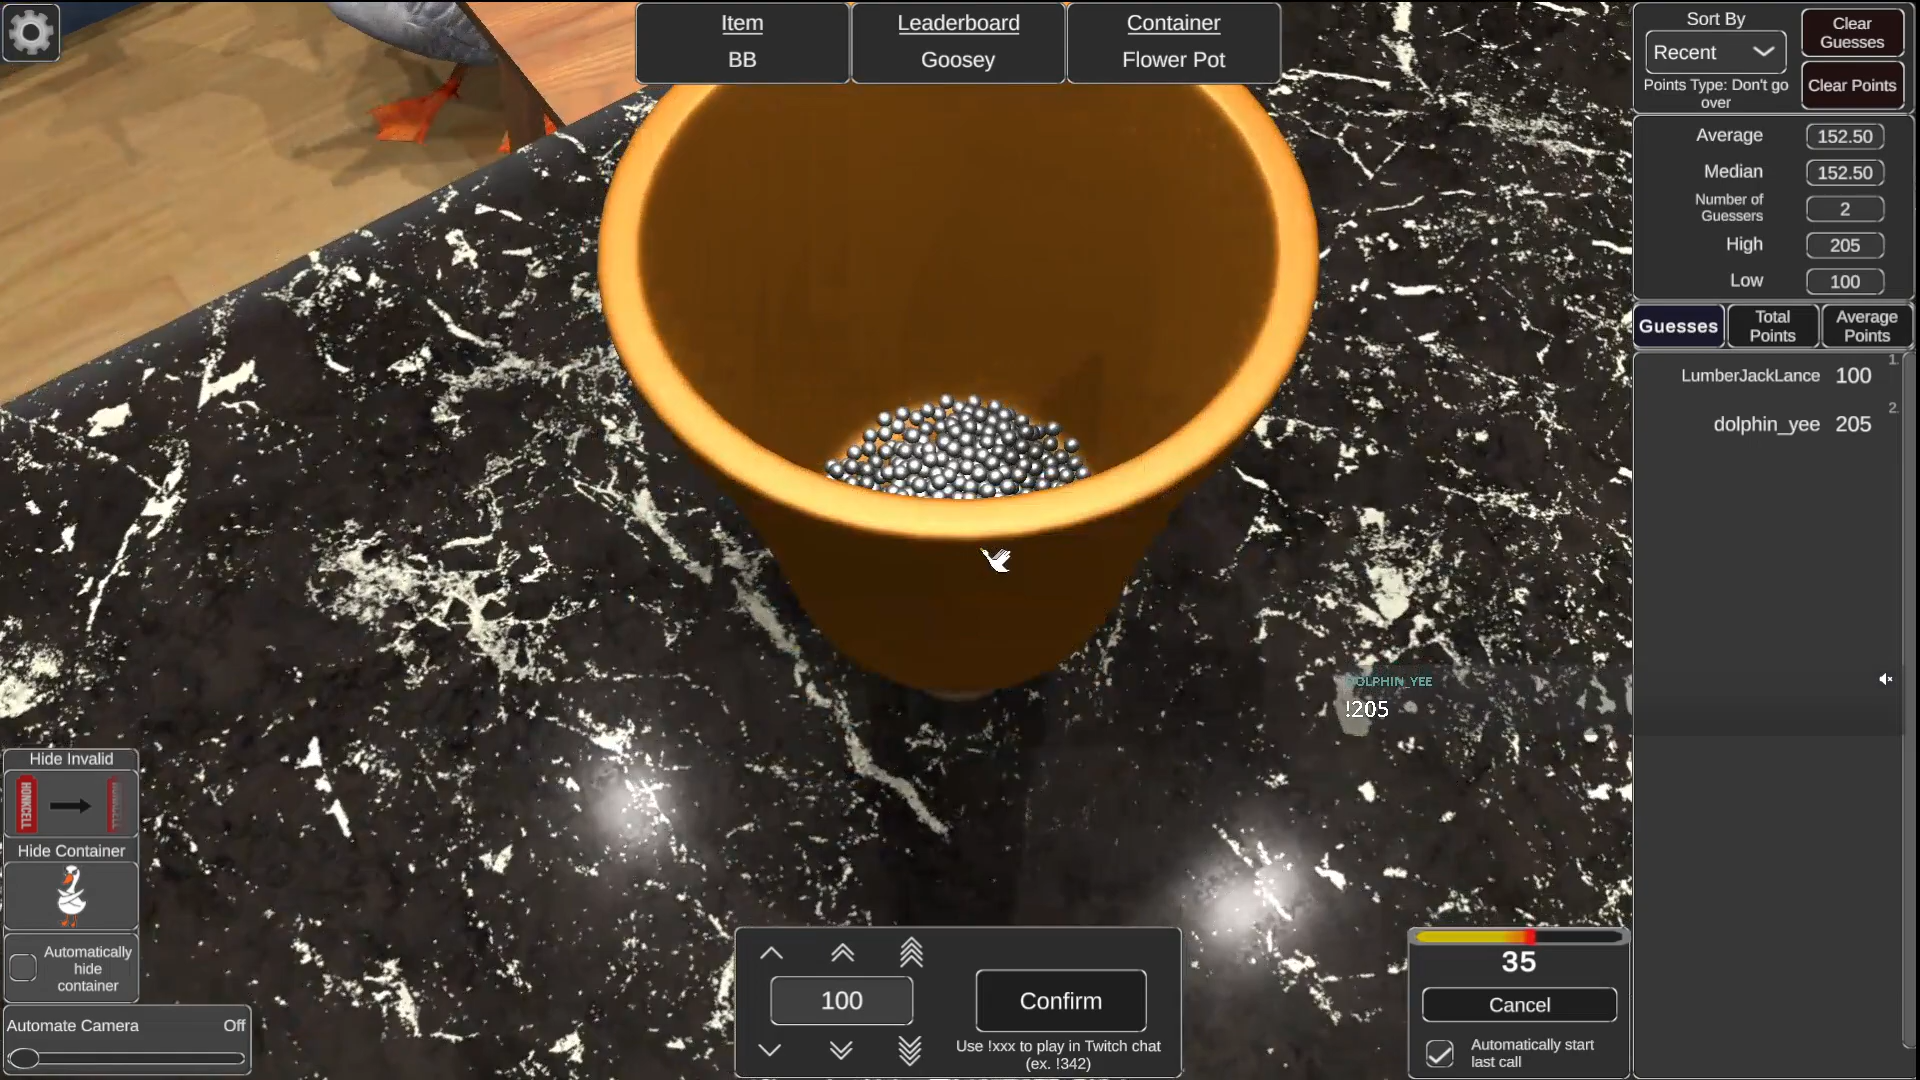 Item
BB
Leaderboard
Goosey
Container
Flower Pot
Sort By
Recent
Points Type: Don't go
over
Clear
Guesses
Clear Points
Average
152.50
Median
152.50
Number of
Guessers
2
High
205
Low
100
Guesses
Total
Points
Average
Points
1.
LumberJackLance 100
2.
dolphin_yee 205
DOLPHIN_YEE
!205
Hide Invalid
HONKCELL
HONKCELL
Hide Container
Automatically
hide
container
Automate Camera Off
100
Confirm
Use !xxx to play in Twitch chat
(ex. !342)
35
Cancel
Automatically start
last call